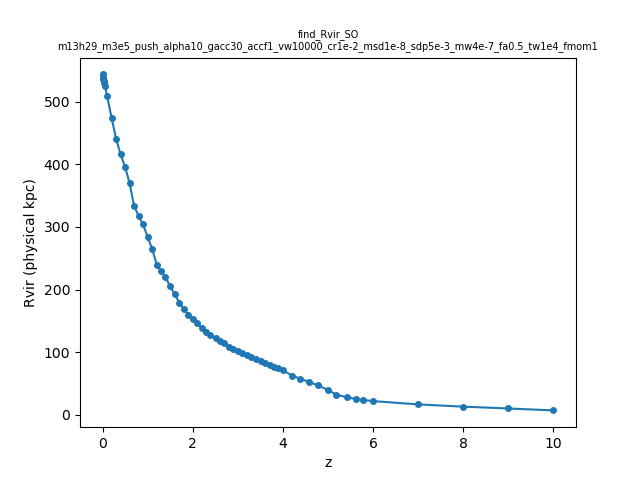 find_Rvir_SO
m13h29_m3e5_push_alpha10_gacc30_accf1_vw10000_cr1e-2_msd1e-8_sdp5e-3_mw4e-7_fa0.5_tw1e4_fmom1
Rvir (physical kpc)
500
400
300
200
100
0
0 2 4 6 8 10
z